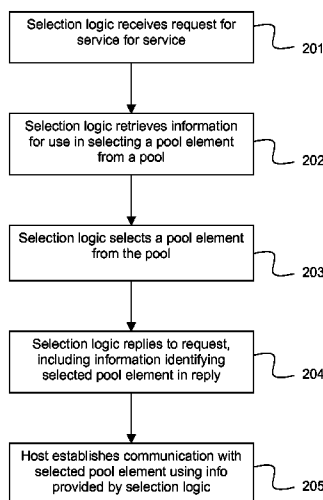 Selection logic receives request for
service for service
201
Selection logic retrieves information
for use in selecting a pool element
from a pool
202
Selection logic selects a pool element
from the pool
203
Selection logic replies to request,
including information identifying
selected pool element in reply
204
Host establishes communication with
selected pool element using info
provided by selection logic
205